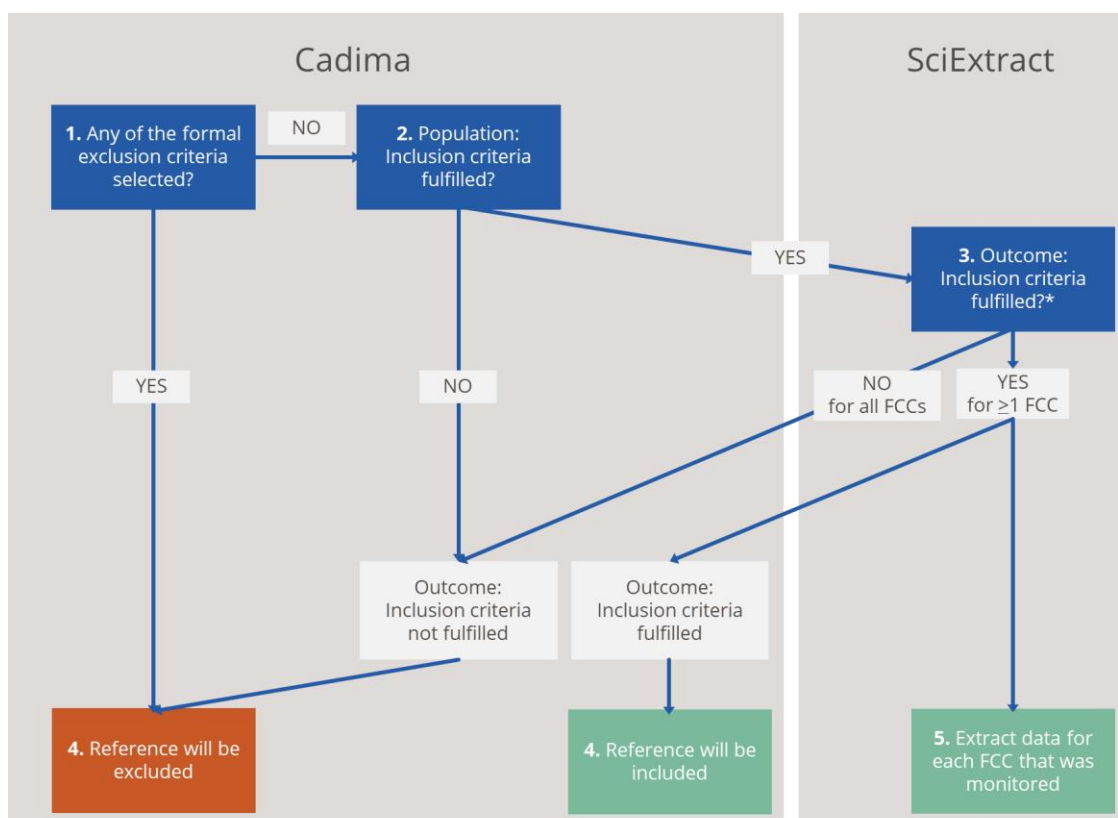 Cadima
SciExtract
1. Any of the formal
exclusion criteria
selected?
NO
2. Population:
Inclusion criteria
fulfilled?
YES
3. Outcome:
Inclusion criteria
fulfilled?*
YES
NO
NO
for all FCCs
YES
for ≥1 FCC
Outcome:
Inclusion criteria
not fulfilled
Outcome:
Inclusion criteria
fulfilled
4. Reference will be
excluded
4. Reference will be
included
5. Extract data for
each FCC that was
monitored